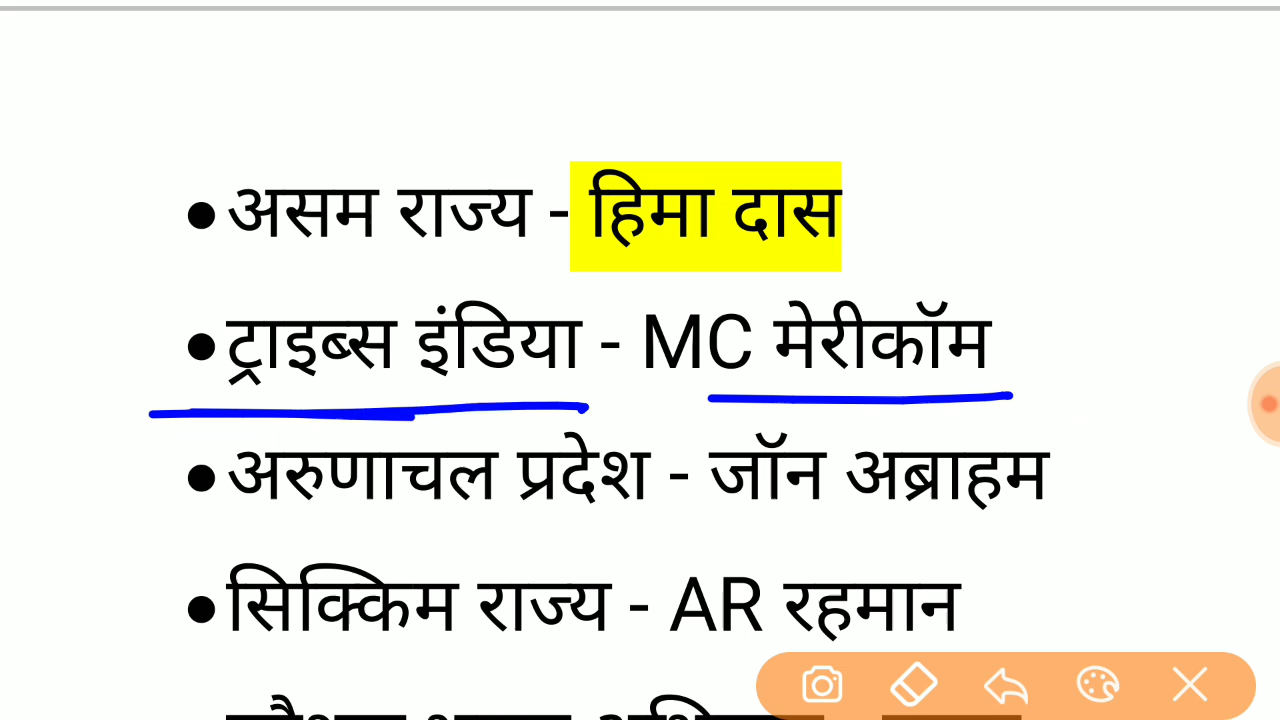 • असम राज्य - हिमा दास
• ट्राइब्स इंडिया - MC मेरीकॉम
• अरुणाचल प्रदेश - जॉन अब्राहम
• सिक्किम राज्य - AR रहमान